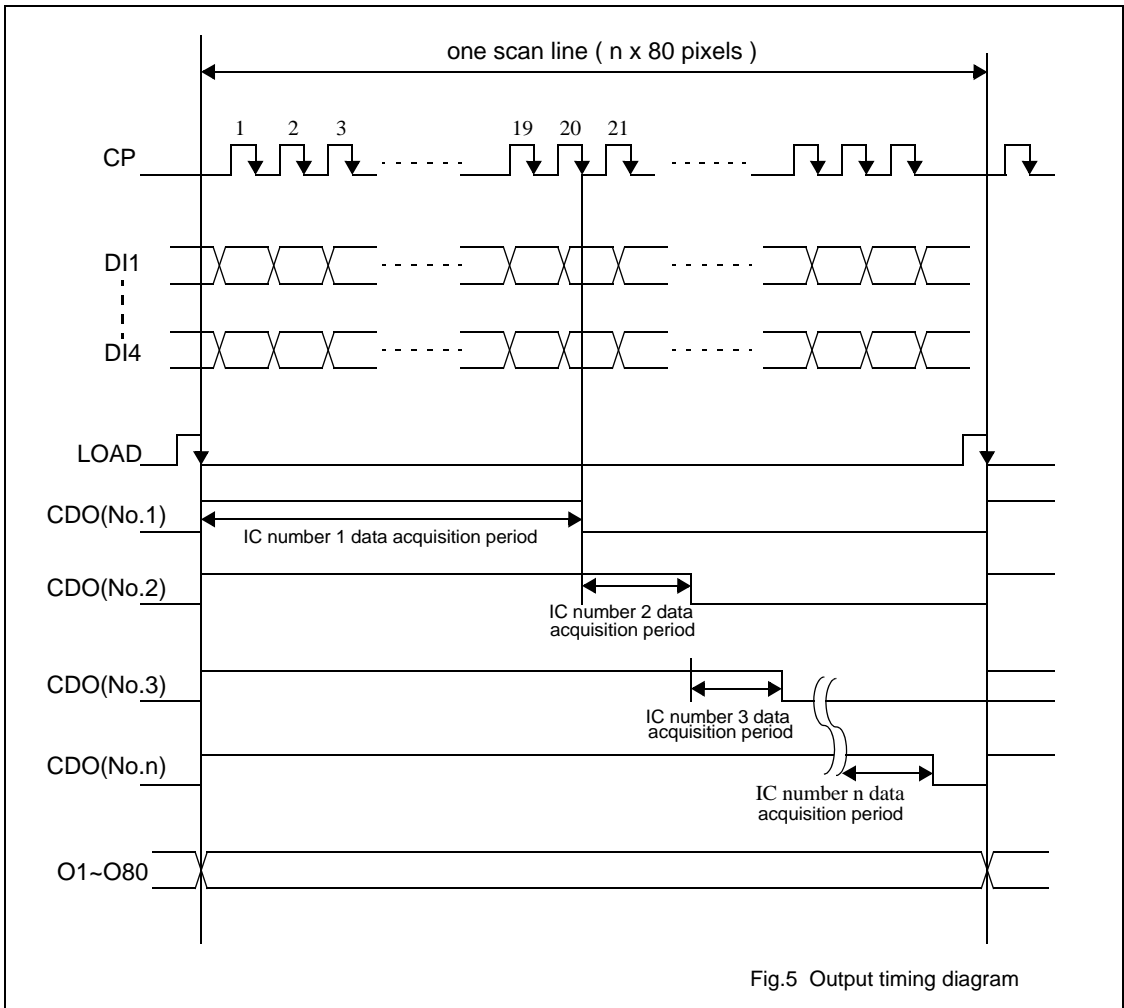 one scan line ( n x 80 pixels )
1 2 3 19 20 21
CP
DI1
DI4
LOAD
CDO(No.1)
IC number 1 data acquisition period
CDO(No.2)
IC number 2 data
acquisition period
CDO(No.3)
IC number 3 data
acquisition period
CDO(No.n)
IC number n data
acquisition period
O1~O80
Fig.5 Output timing diagram